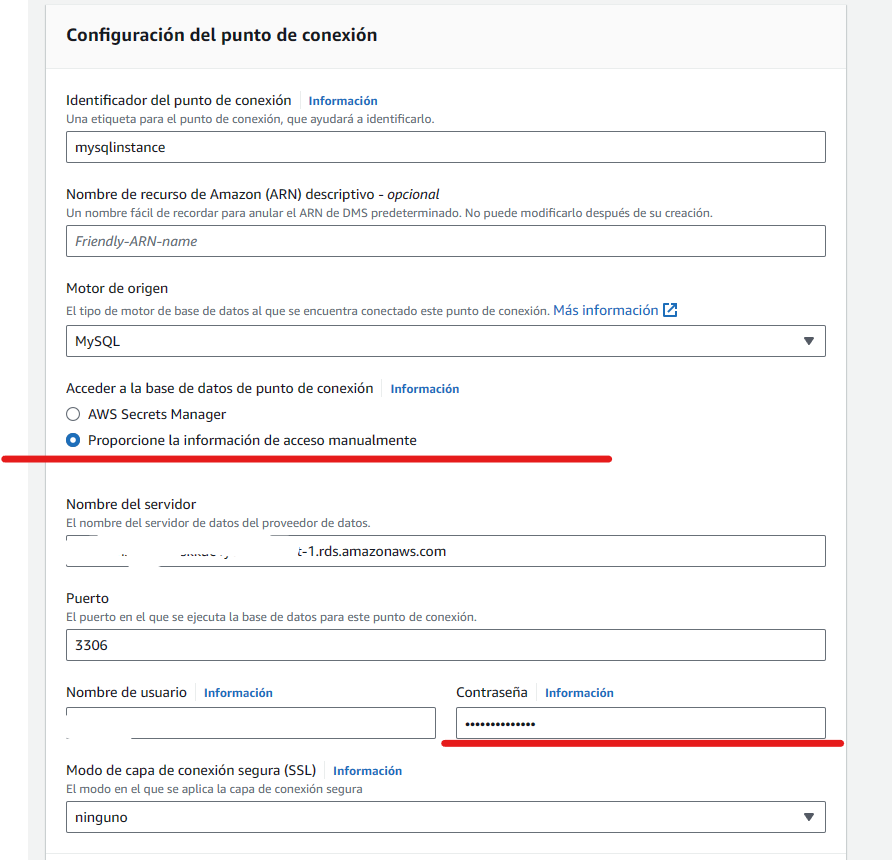 Configuración del punto de conexión
Identificador del punto de conexión Información
Una etiqueta para el punto de conexión, que ayudará a identificarlo.
mysqlinstance
Nombre de recurso de Amazon (ARN) descriptivo - opcional
Un nombre fácil de recordar para anular el ARN de DMS predeterminado. No puede modificarlo después de su creación.
Friendly-ARN-name
Motor de origen
El tipo de motor de base de datos al que se encuentra conectado este punto de conexión. Más información
MySQL
Acceder a la base de datos de punto de conexión Información
AWS Secrets Manager
Proporcione la información de acceso manualmente
Nombre del servidor
El nombre del servidor de datos del proveedor de datos.
t-1.rds.amazonaws.com
Puerto
El puerto en el que se ejecuta la base de datos para este punto de conexión.
3306
Nombre de usuario Información
Contraseña Información
••••••••••••••
Modo de capa de conexión segura (SSL) Información
El modo en el que se aplica la capa de conexión segura
ninguno